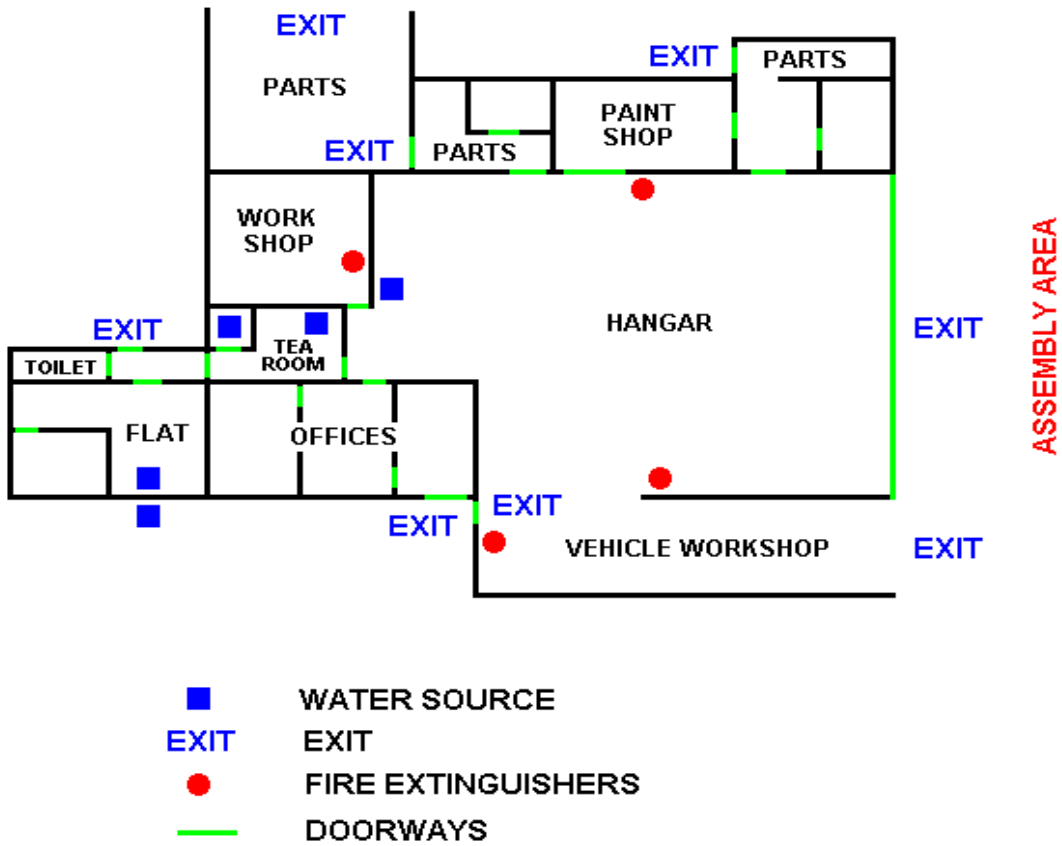 EXIT
PARTS
EXIT
PARTS
EXIT
PARTS
PAINT
SHOP
WORK
SHOP
EXIT
TEA
ROOM
TOILET
HANGAR
EXIT
ASSEMBLY AREA
FLAT
OFFICES
EXIT
EXIT
VEHICLE WORKSHOP
EXIT
WATER SOURCE
EXIT EXIT
FIRE EXTINGUISHERS
DOORWAYS